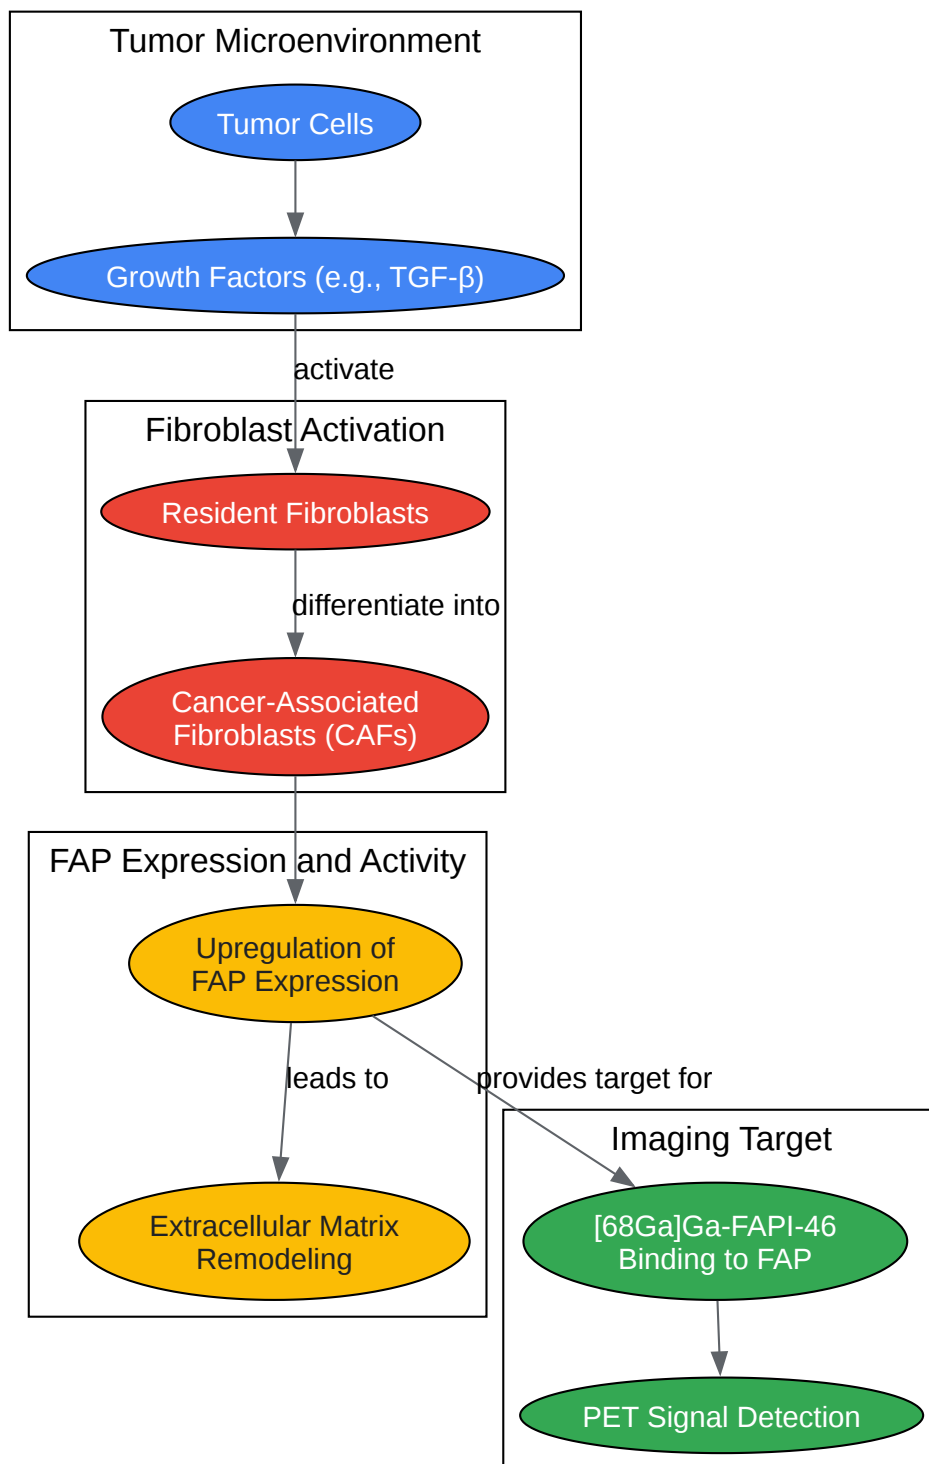 Tumor Microenvironment
Tumor Cells
Growth Factors (e.g., TGF-β)
activate
Fibroblast Activation
Resident Fibroblasts
differentiate into
Cancer-Associated
Fibroblasts (CAFs)
FAP Expression and Activity
Upregulation of
FAP Expression
leads to
provides target for
Extracellular Matrix
Remodeling
Imaging Target
[68Ga]Ga-FAPI-46
Binding to FAP
PET Signal Detection